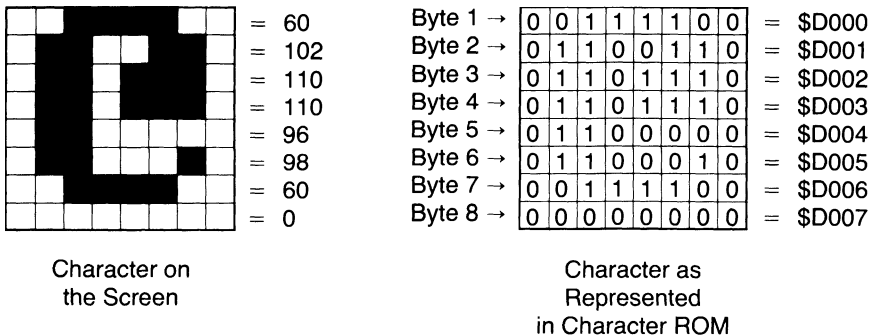 = 60
= 102
= 110
= 110
= 96
= 98
= 60
= 0
Character on
the Screen
Byte 1 → 0 0 1 1 1 1 0 0 = $D000
Byte 2 → 0 1 1 0 0 1 1 0 = $D001
Byte 3 → 0 1 1 0 1 1 1 0 = $D002
Byte 4 → 0 1 1 0 1 1 1 0 = $D003
Byte 5 → 0 1 1 0 0 0 0 0 = $D004
Byte 6 → 0 1 1 0 0 0 1 0 = $D005
Byte 7 → 0 0 1 1 1 1 0 0 = $D006
Byte 8 → 0 0 0 0 0 0 0 0 = $D007
Character as
Represented
in Character ROM